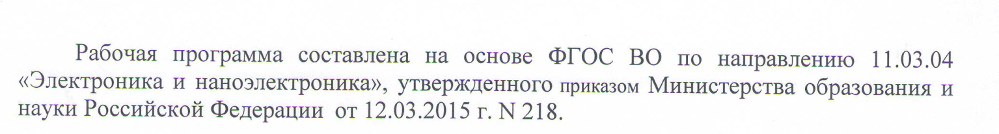 Рабочая программа составлена на основе ФГОС ВО по направлению 11.03.04
«Электроника и наноэлектроника», утвержденного приказом Министерства образования и
науки Российской Федерации от 12.03.2015 г. N 218.